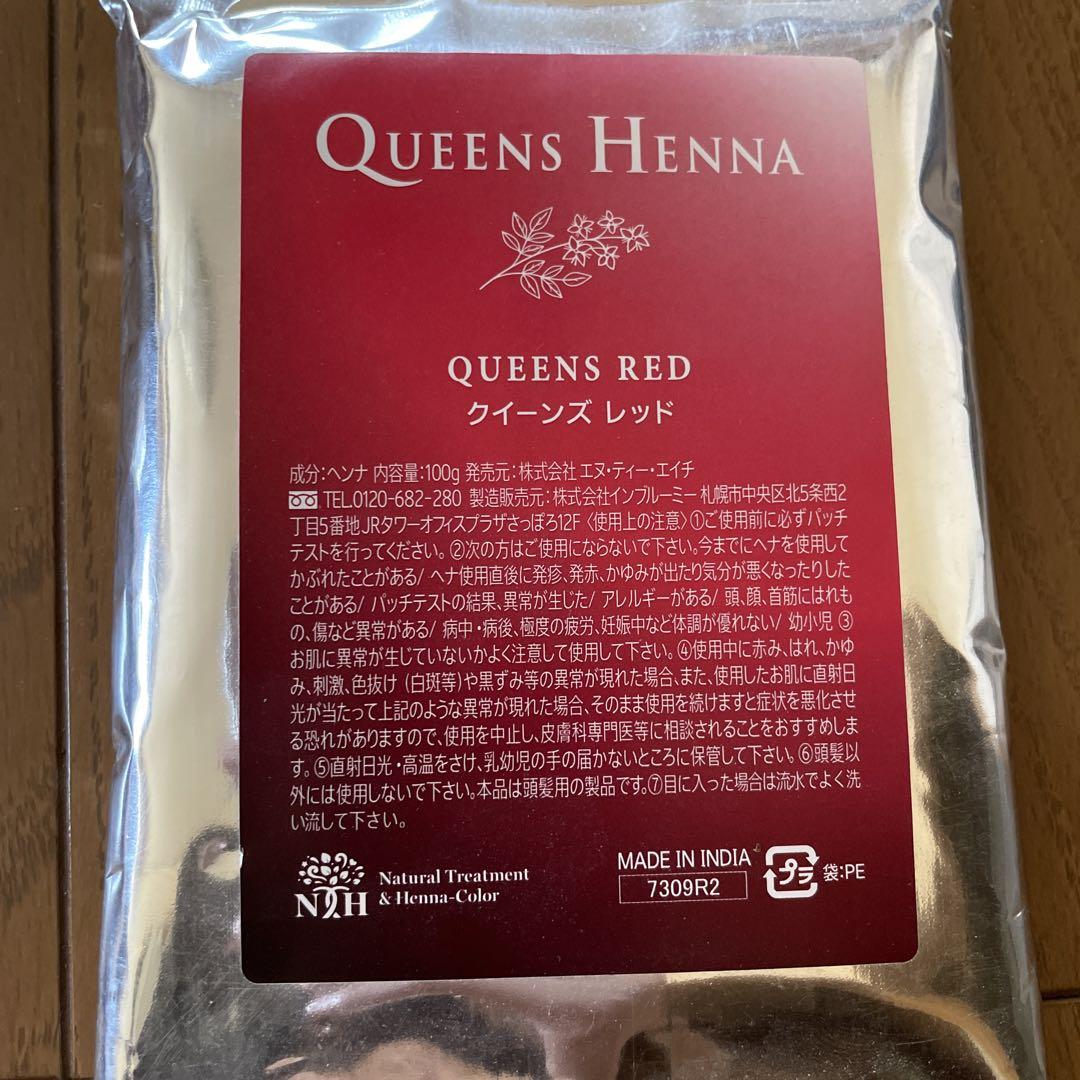 QUEENS HENNA
QUEENS RED
クイーンズ レッド
成分:ヘンナ 内容量:100g 発売元:株式会社 エヌ・ティー・エイチ
TEL.0120-682-280 製造販売元:株式会社インブルーミー 札幌市中央区北5条西2
丁目5番地JRタワーオフィスプラザさっぽろ12F 〈使用上の注意〉①ご使用前に必ずパッチ
テストを行ってください。②次の方はご使用にならないで下さい。今までにヘナを使用して
かぶれたことがある/ ヘナ使用直後に発疹、発赤、かゆみが出たり気分が悪くなったりした
ことがある/ パッチテストの結果、異常が生じた/ アレルギーがある/ 頭、顔、首筋にはれも
の、傷など異常がある/ 病中・病後、極度の疲労、妊娠中など体調が優れない/ 幼小児 ③
お肌に異常が生じていないかよく注意して使用して下さい。④使用中に赤み、はれ、かゆ
み、刺激、色抜け (白斑等)や黒ずみ等の異常が現れた場合、また、使用したお肌に直射日
光が当たって上記のような異常が現れた場合、そのまま使用を続けますと症状を悪化させ
る恐れがありますので、使用を中止し、皮膚科専門医等に相談されることをおすすめしま
す。⑤直射日光・高温をさけ、乳幼児の手の届かないところに保管して下さい。⑥頭髪以
外には使用しないで下さい。本品は頭髪用の製品です。⑦目に入った場合は流水でよく洗
い流して下さい。
NTH
Natural Treatment
& Henna-Color
MADE IN INDIA
7309R2
プラ
袋:PE